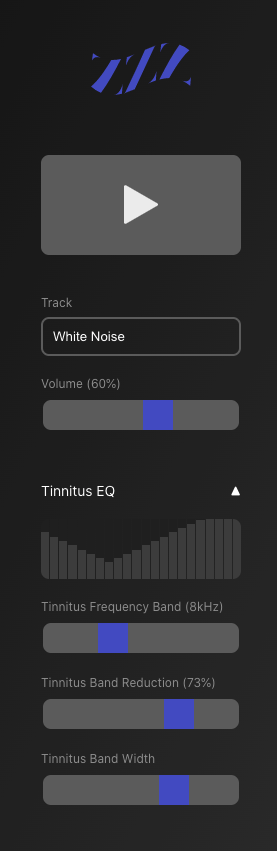 Track
White Noise
Volume (60%)
Tinnitus EQ
Tinnitus Frequency Band (8kHz)
Tinnitus Band Reduction (73%)
Tinnitus Band Width